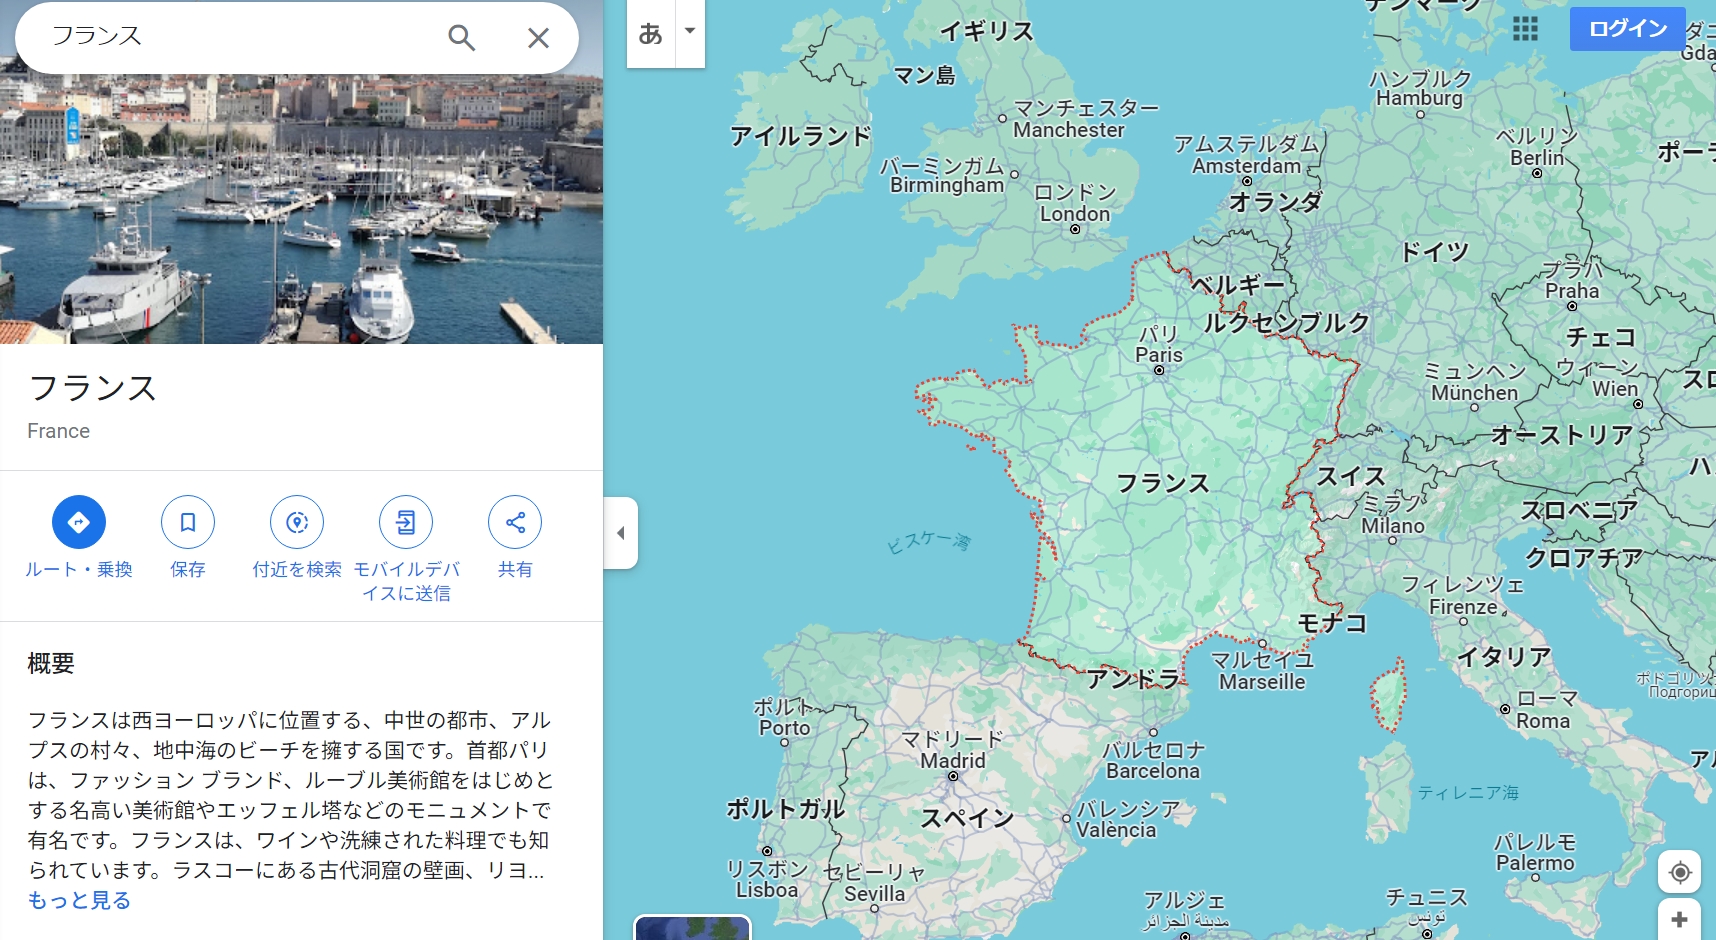 フランス
フランス
France
ルート・乗換
保存
付近を検索
モバイルデバ
イスに送信
共有
概要
フランスは西ヨーロッパに位置する、中世の都市、アル
プスの村々、地中海のビーチを擁する国です。首都パリ
は、ファッション ブランド、ルーブル美術館をはじめと
する名高い美術館やエッフェル塔などのモニュメントで
有名です。フランスは、ワインや洗練された料理でも知
られています。ラスコーにある古代洞窟の壁画、リヨ...
もっと見る
あ
ログイン
イギリス
デンマーク
マン島
ハンブルク
Hamburg
マンチェスター
Manchester
アイルランド
アムステルダム
Amsterdam
ベルリン
Berlin
バーミンガム
Birmingham
ロンドン
London
オランダ
ドイツ
ベルギー
プラハ
Praha
ルクセンブルク
パリ
Paris
チェコ
ミュンヘン
München
ウィーン
Wien
オーストリア
フランス
スイス
ミラノ
Milano
スロベニア
ビスケー湾
クロアチア
フィレンツェ
Firenze
モナコ
マルセイユ
Marseille
イタリア
アンドラ
ローマ
Roma
ポルト
Porto
マドリード
Madrid
バルセロナ
Barcelona
ティレニア海
ポルトガル
スペイン
バレンシア
València
パレルモ
Palermo
リスボン
Lisboa
セビーリャ
Sevilla
アルジェ
مدينة الجزائر
チュニス
تونس